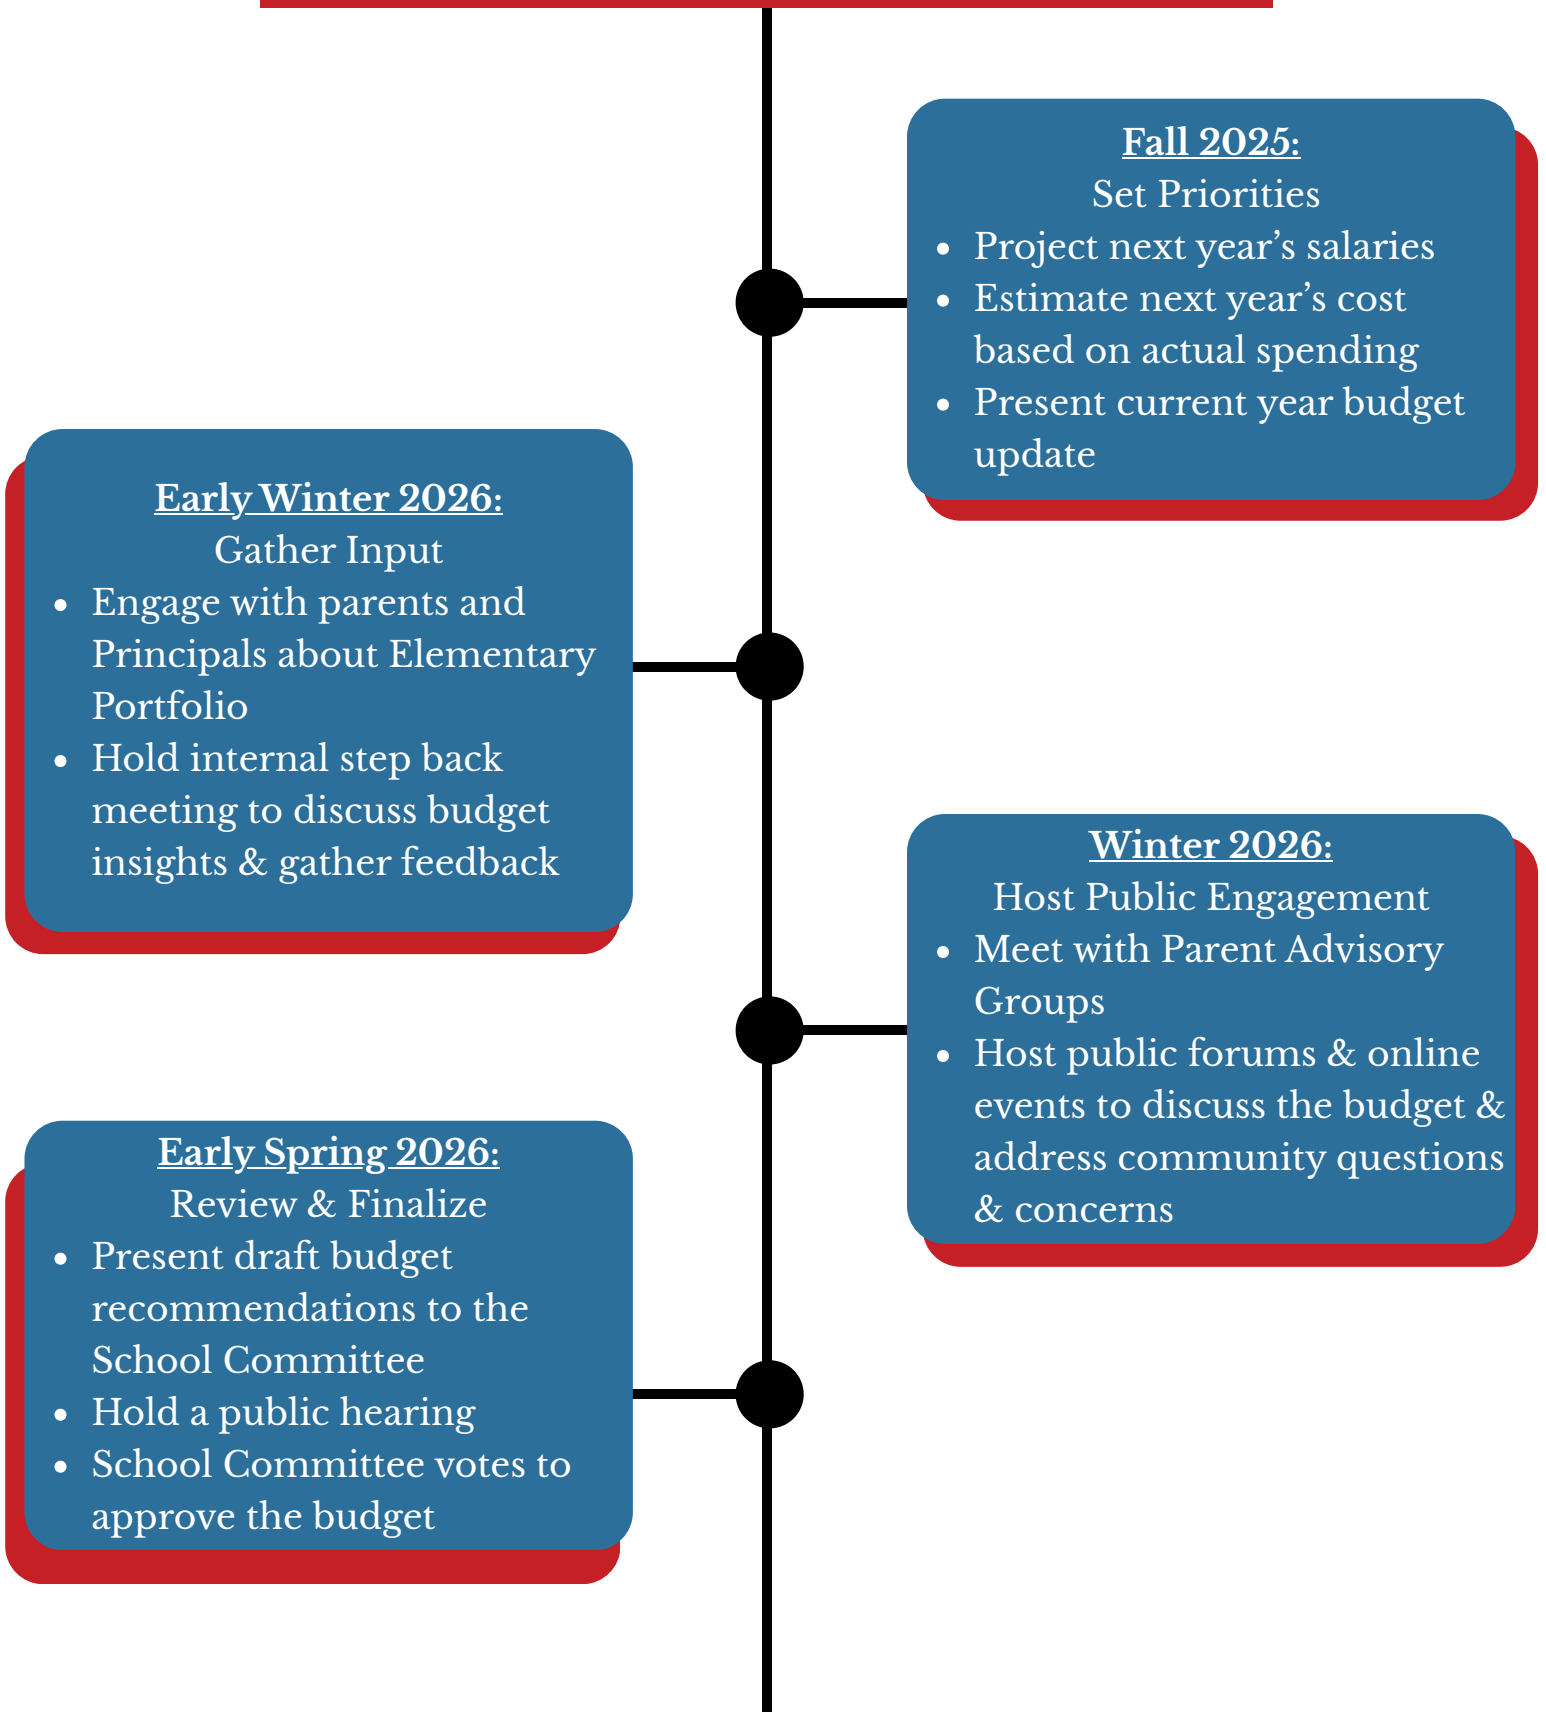 Fall 2025:
Set Priorities
• Project next year’s salaries
• Estimate next year’s cost
based on actual spending
• Present current year budget
update
Early Winter 2026:
Gather Input
• Engage with parents and
Principals about Elementary
Portfolio
• Hold internal step back
meeting to discuss budget
insights & gather feedback
Winter 2026:
Host Public Engagement
• Meet with Parent Advisory
Groups
• Host public forums & online
events to discuss the budget &
address community questions
& concerns
Early Spring 2026:
Review & Finalize
• Present draft budget
recommendations to the
School Committee
• Hold a public hearing
• School Committee votes to
approve the budget